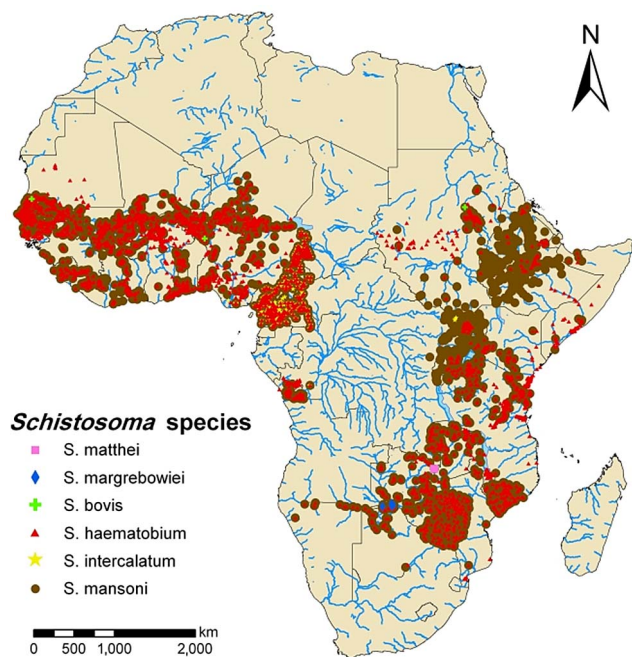 N
Schistosoma species
S. matthei
S. margrebowiei
S. bovis
S. haematobium
S. intercalatum
S. mansoni
km
0 500 1,000 2,000